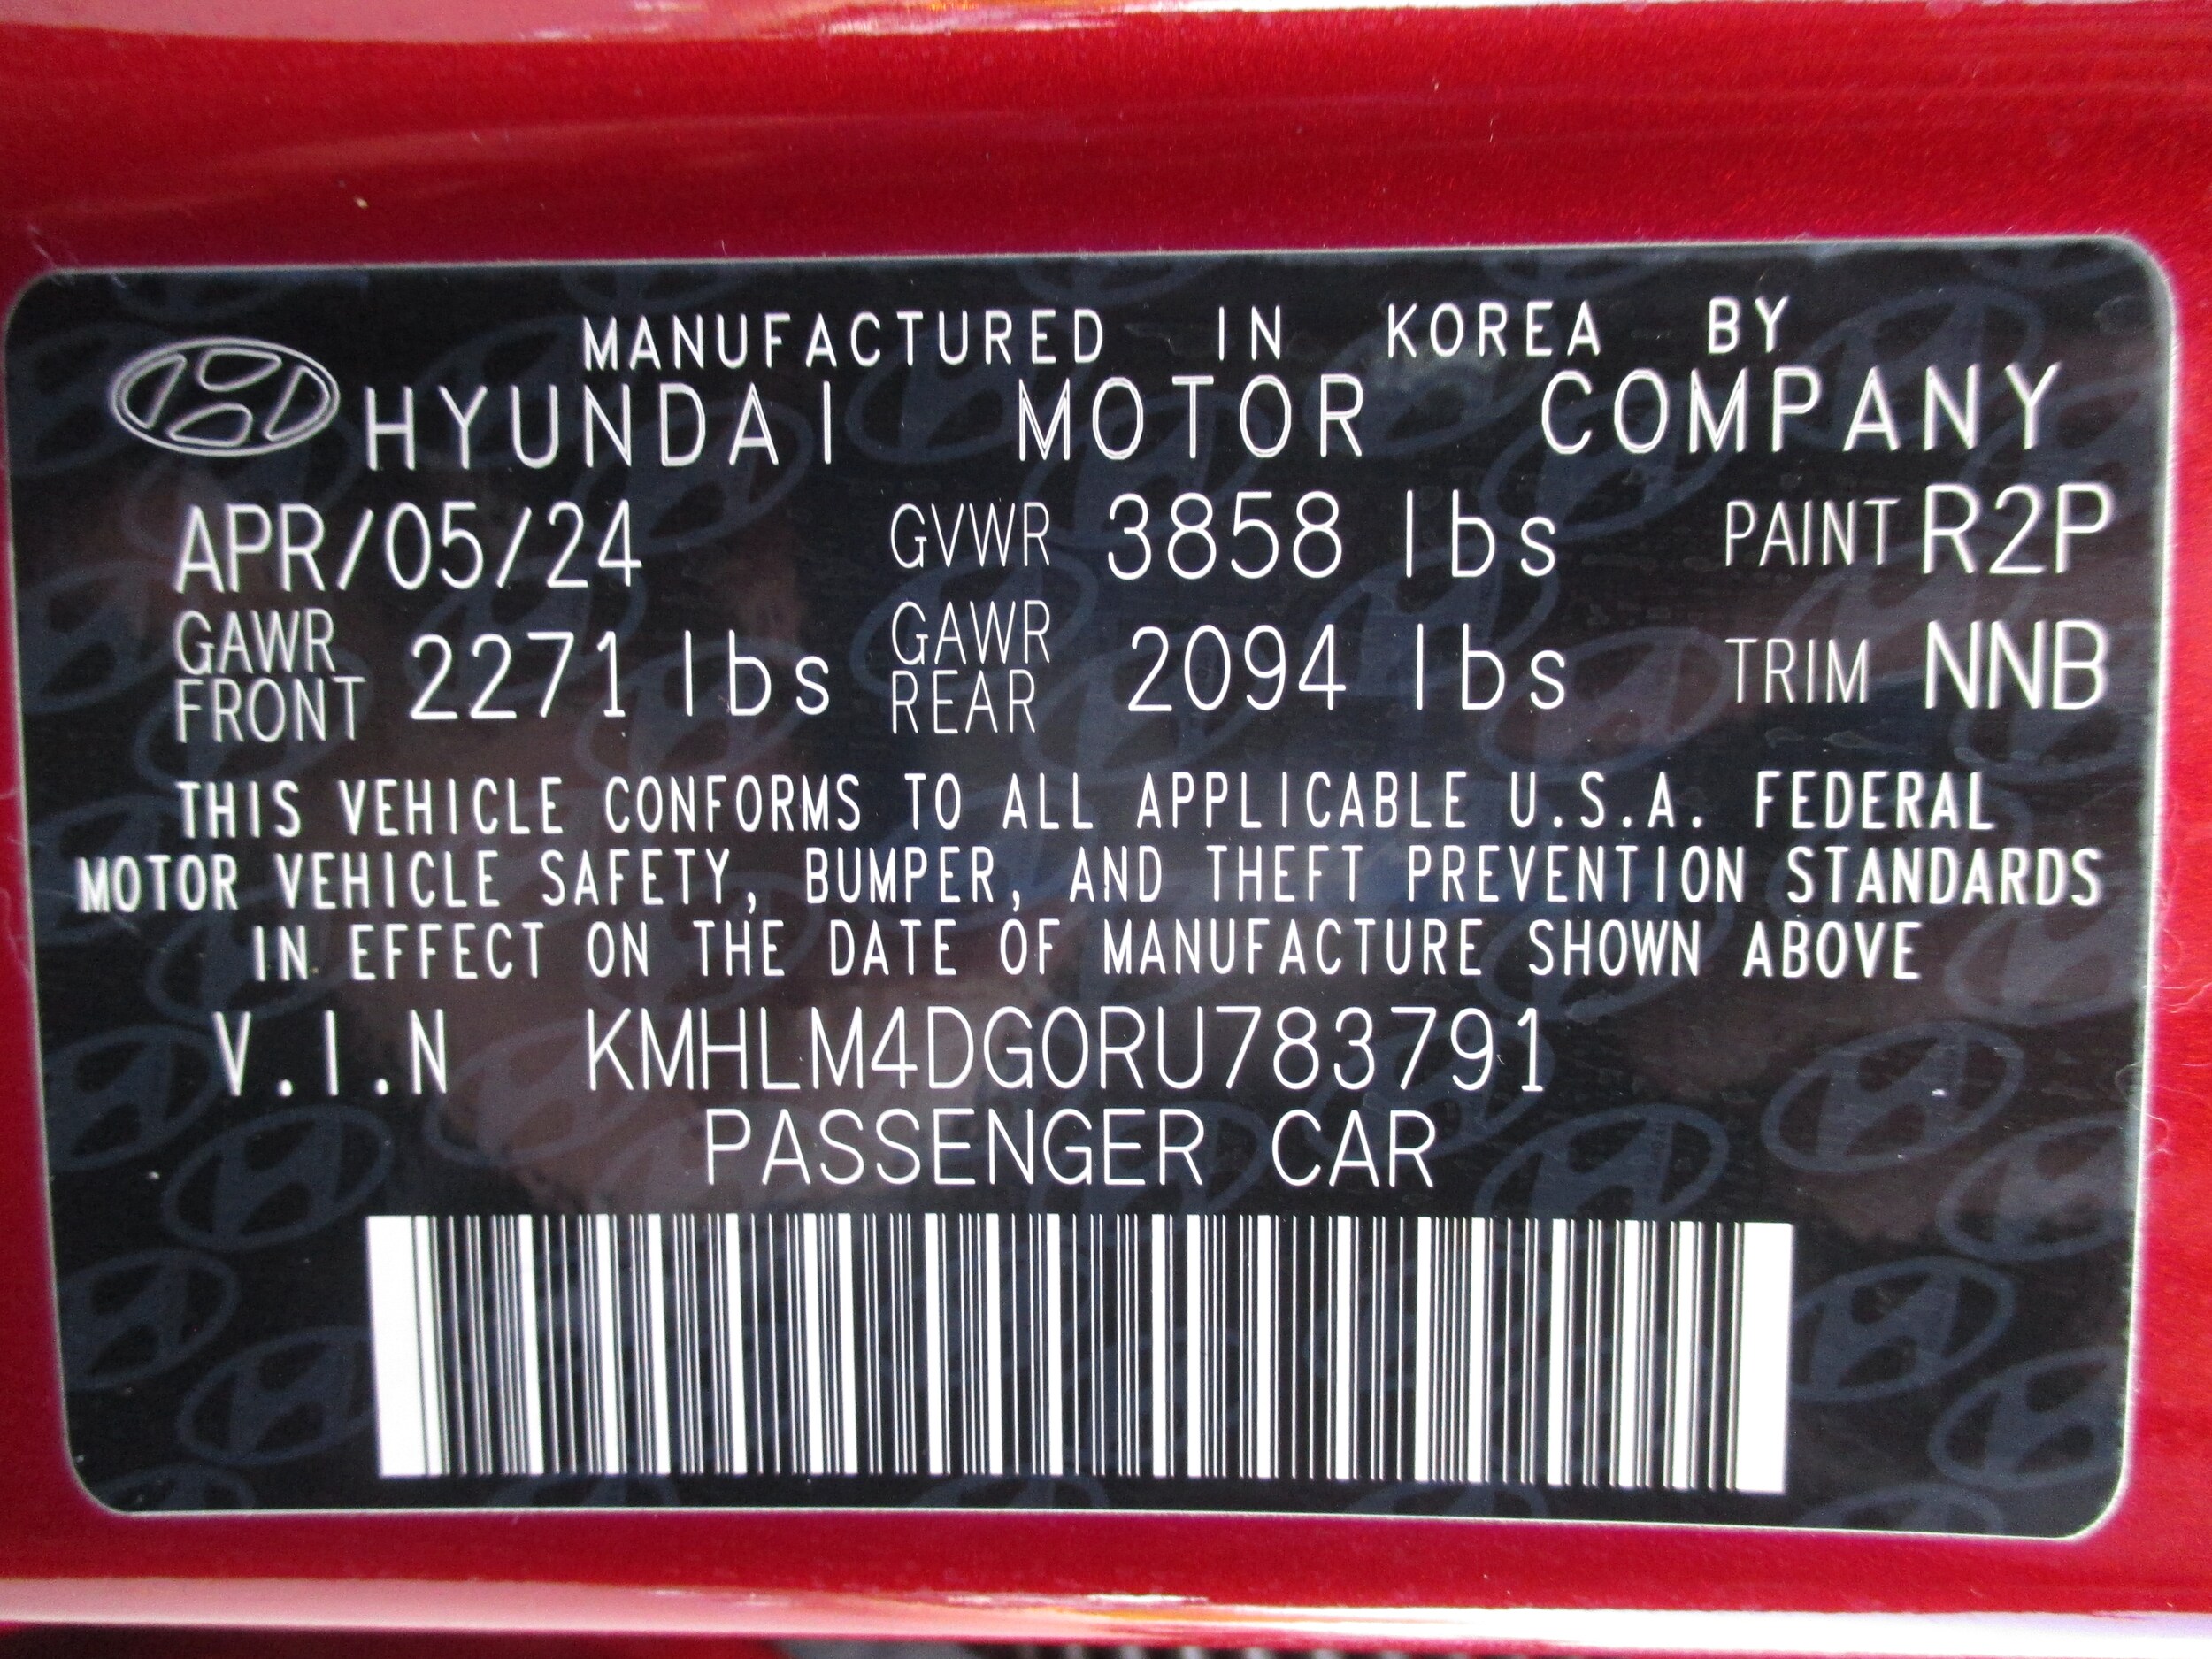 MANUFACTURED IN KOREA BY
HYUNDAI MOTOR COMPANY
APR/05/24 GVWR 3858 lbs PAINT R2P
GAWR FRONT 2271 lbs GAWR REAR 2094 lbs TRIM NNB
THIS VEHICLE CONFORMS TO ALL APPLICABLE U.S.A. FEDERAL
MOTOR VEHICLE SAFETY, BUMPER, AND THEFT PREVENTION STANDARDS
IN EFFECT ON THE DATE OF MANUFACTURE SHOWN ABOVE
V.I.N KMHLM4DG0RU783791
PASSENGER CAR